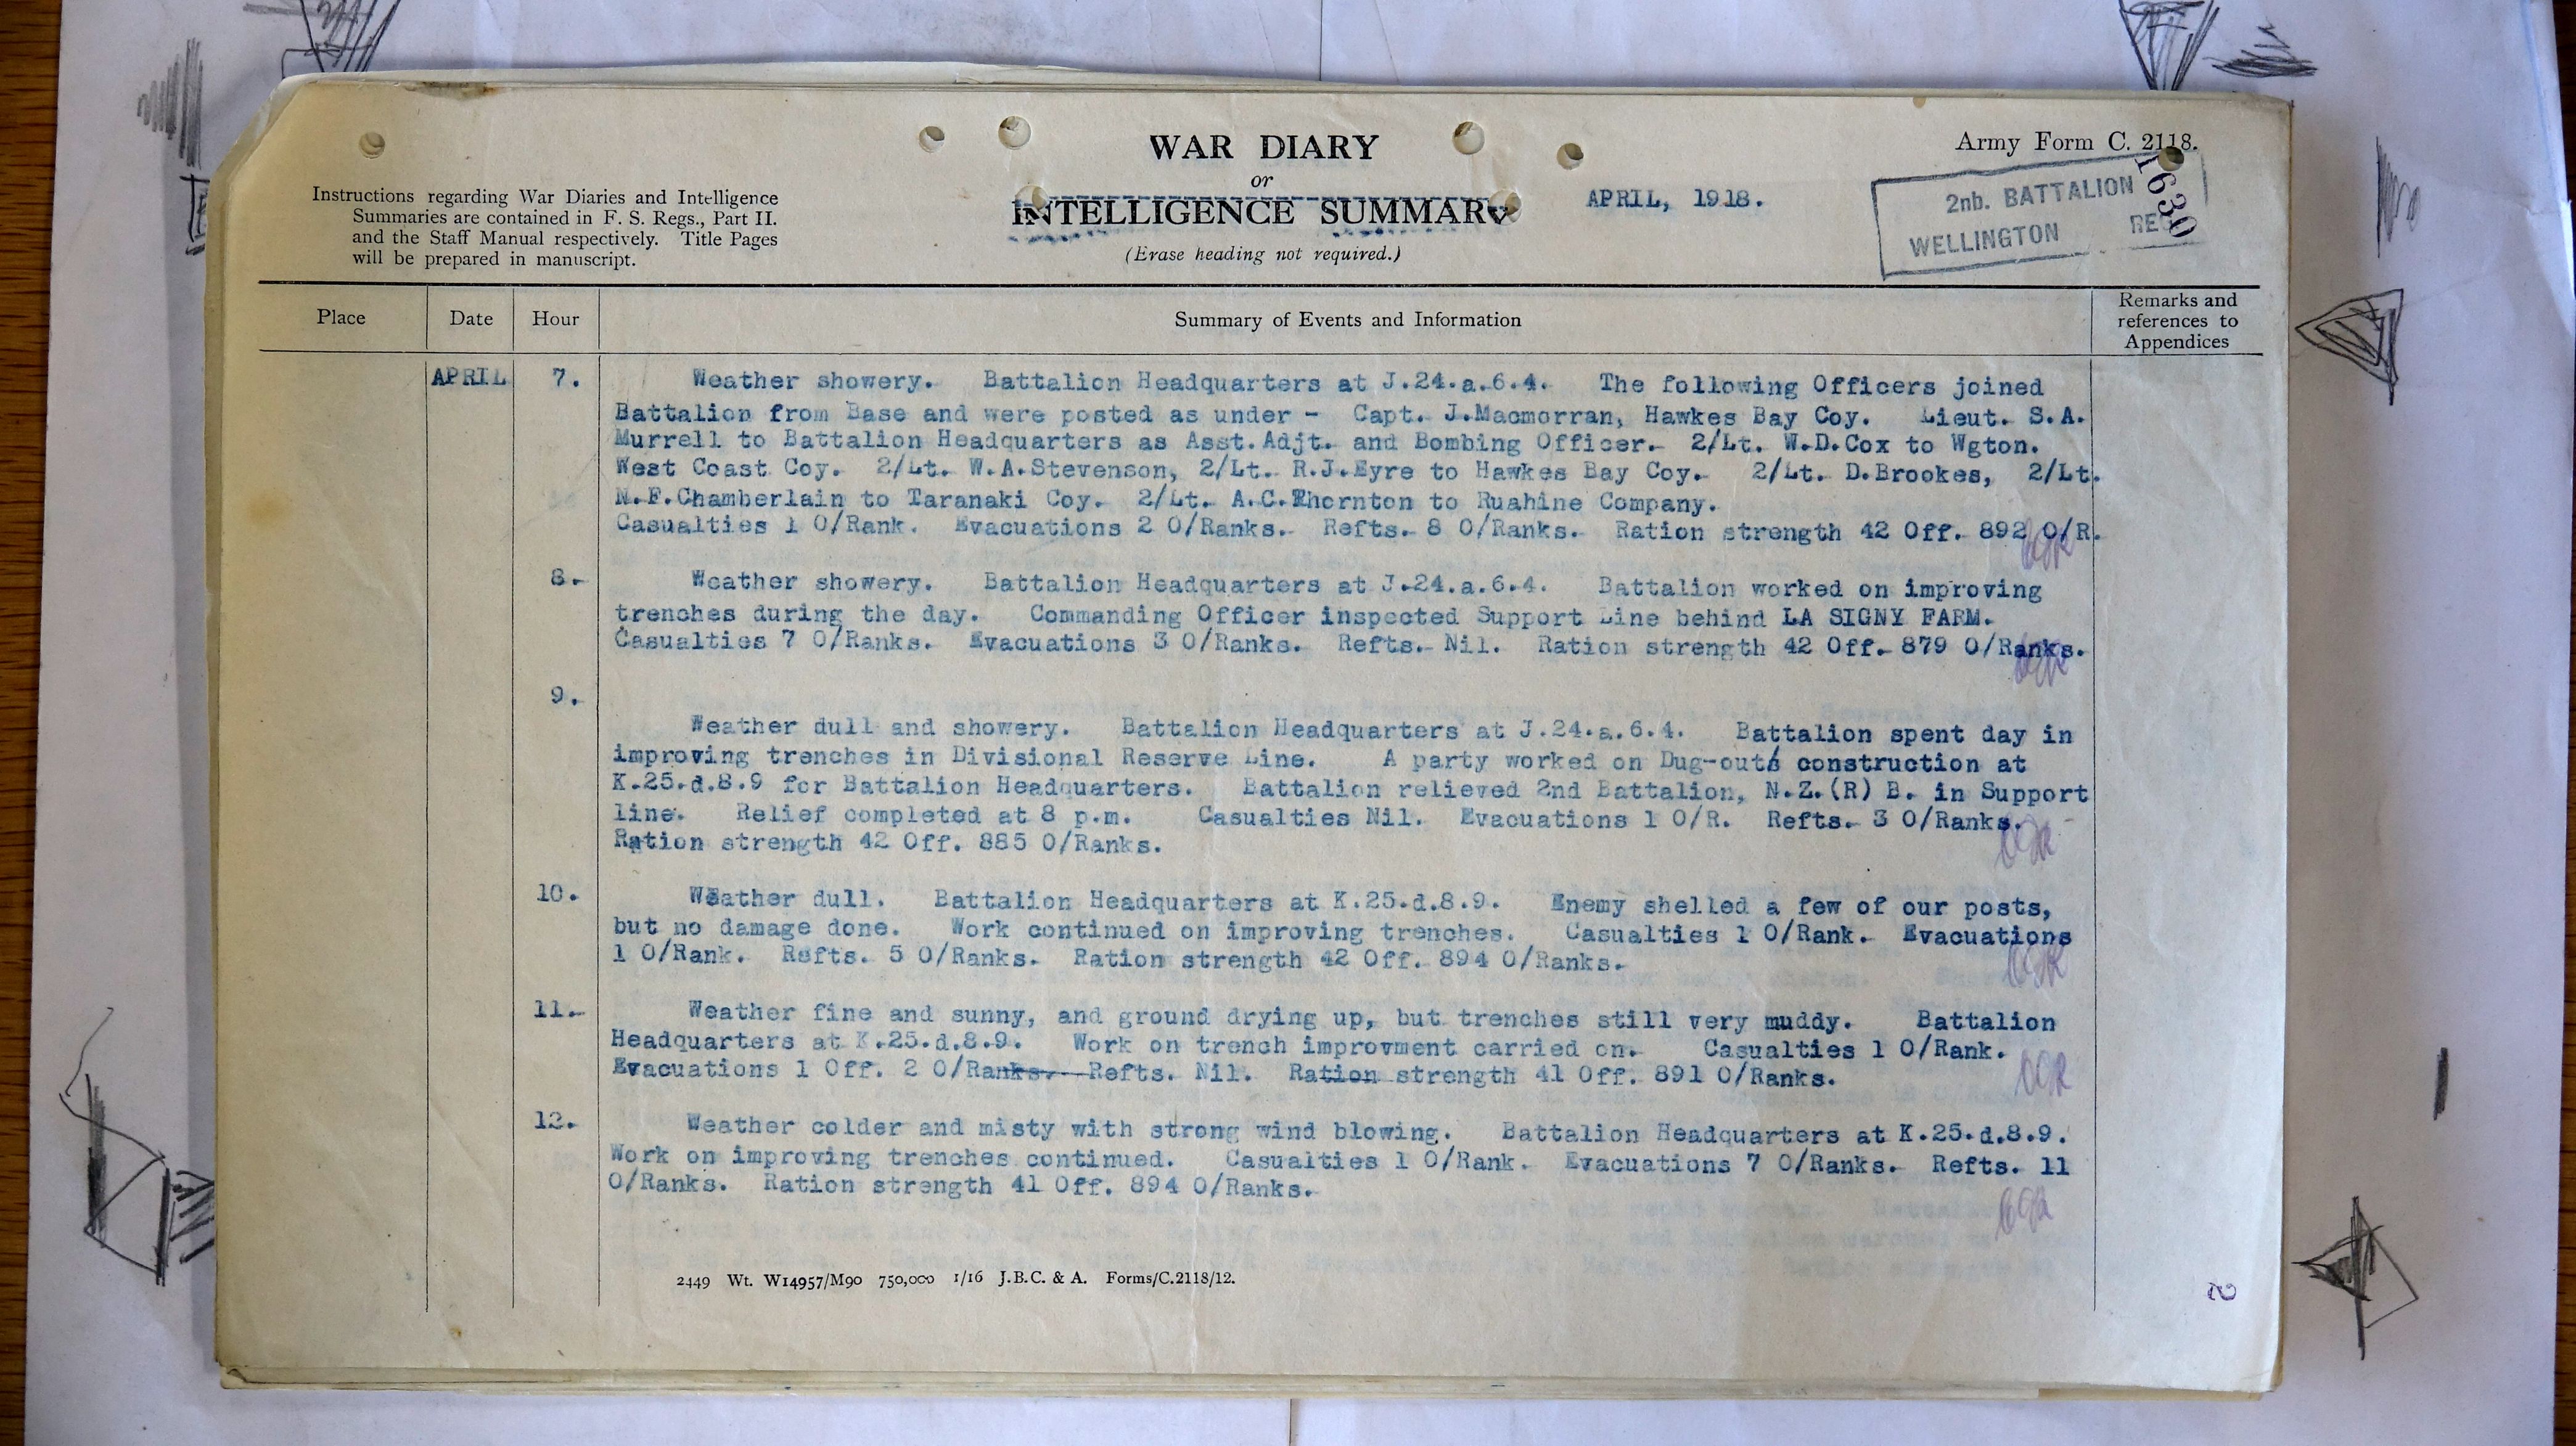 WAR DIARY
or
INTELLIGENCE SUMMARY
(Erase heading not required.)
Army Form C. 2118.
Instructions regarding War Diaries and Intelligence
Summaries are contained in F. S. Regs., Part II.
and the Staff Manual respectively. Title Pages
will be prepared in manuscript.
APRIL, 1918.
1630
2nb. BATTALION
WELLINGTON REG
Place Date Hour Summary of Events and Information Remarks and references to Appendices
APRIL 7. Weather showery. Battalion Headquarters at J.24.a.6.4. The following Officers joined
Battalion from Base and were posted as under - Capt. J.Macmorran, Hawkes Bay Coy. Lieut. S.A.
Murrell to Battalion Headquarters as Asst.Adjt. and Bombing Officer. 2/Lt. W.D.Cox to Wgton.
West Coast Coy. 2/Lt. W.A.Stevenson, 2/Lt. R.J.Eyre to Hawkes Bay Coy. 2/Lt. D.Brookes, 2/Lt.
N.F.Chamberlain to Taranaki Coy. 2/Lt. A.C.Thornton to Ruahine Company.
Casualties 1 O/Rank. Evacuations 2 O/Ranks. Refts. 8 O/Ranks. Ration strength 42 Off. 892 O/R.
8. Weather showery. Battalion Headquarters at J.24.a.6.4. Battalion worked on improving
trenches during the day. Commanding Officer inspected Support Line behind LA SIGNY FARM.
Casualties 7 O/Ranks. Evacuations 3 O/Ranks. Refts. Nil. Ration strength 42 Off. 879 O/Ranks.
9.
Weather dull and showery. Battalion Headquarters at J.24.a.6.4. Battalion spent day in
improving trenches in Divisional Reserve Line. A party worked on Dug-out construction at
K.25.d.8.9 for Battalion Headquarters. Battalion relieved 2nd Battalion, N.Z.(R) B. in Support
line. Relief completed at 8 p.m. Casualties Nil. Evacuations 1 O/R. Refts. 3 O/Ranks.
Ration strength 42 Off. 885 O/Ranks.
10. Weather dull. Battalion Headquarters at K.25.d.8.9. Enemy shelled a few of our posts,
but no damage done. Work continued on improving trenches. Casualties 1 O/Rank. Evacuations
1 O/Rank. Refts. 5 O/Ranks. Ration strength 42 Off. 894 O/Ranks.
11. Weather fine and sunny, and ground drying up, but trenches still very muddy. Battalion
Headquarters at K.25.d.8.9. Work on trench improvment carried on. Casualties 1 O/Rank.
Evacuations 1 Off. 2 O/Ranks. Refts. Nil. Ration strength 41 Off. 891 O/Ranks.
12. Weather colder and misty with strong wind blowing. Battalion Headquarters at K.25.d.8.9.
Work on improving trenches continued. Casualties 1 O/Rank. Evacuations 7 O/Ranks. Refts. 11
O/Ranks. Ration strength 41 Off. 894 O/Ranks.
2449 Wt. W14957/M90 750,000 1/16 J.B.C. & A. Forms/C.2118/12.
2